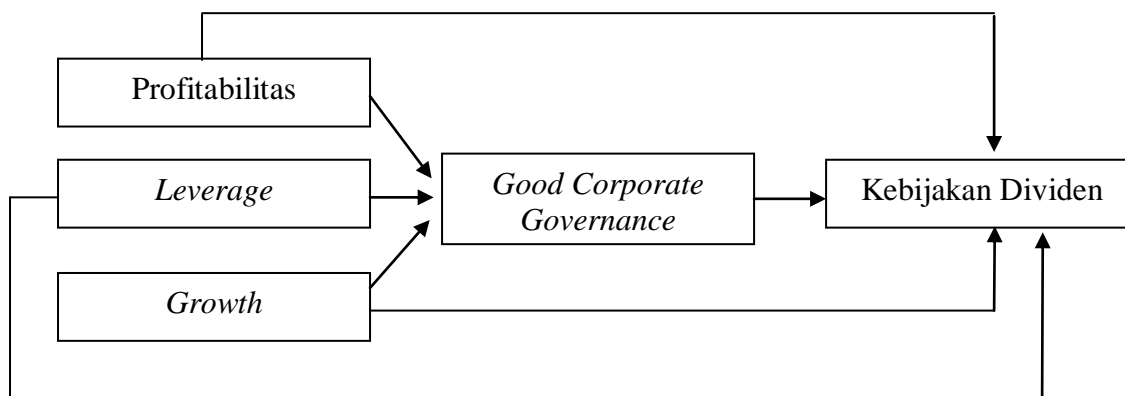 Profitabilitas
Leverage
Good Corporate
Governance
Kebijakan Dividen
Growth